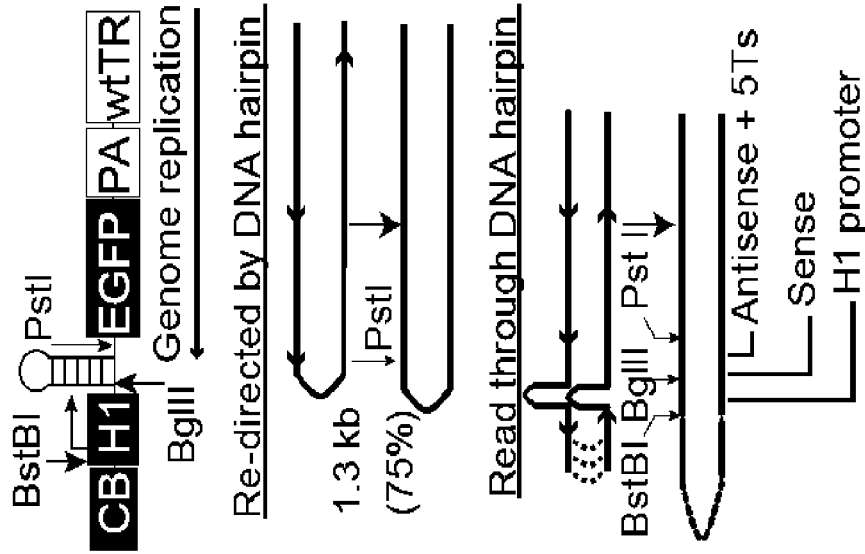 BstBI PstI
CB H1 EGFP PA wtTR
BglII Genome replication
Re-directed by DNA hairpin
1.3 kb
(75%)
PstI
Read through DNA hairpin
BstBI BglII Pst I
Antisense + 5Ts
Sense
H1 promoter